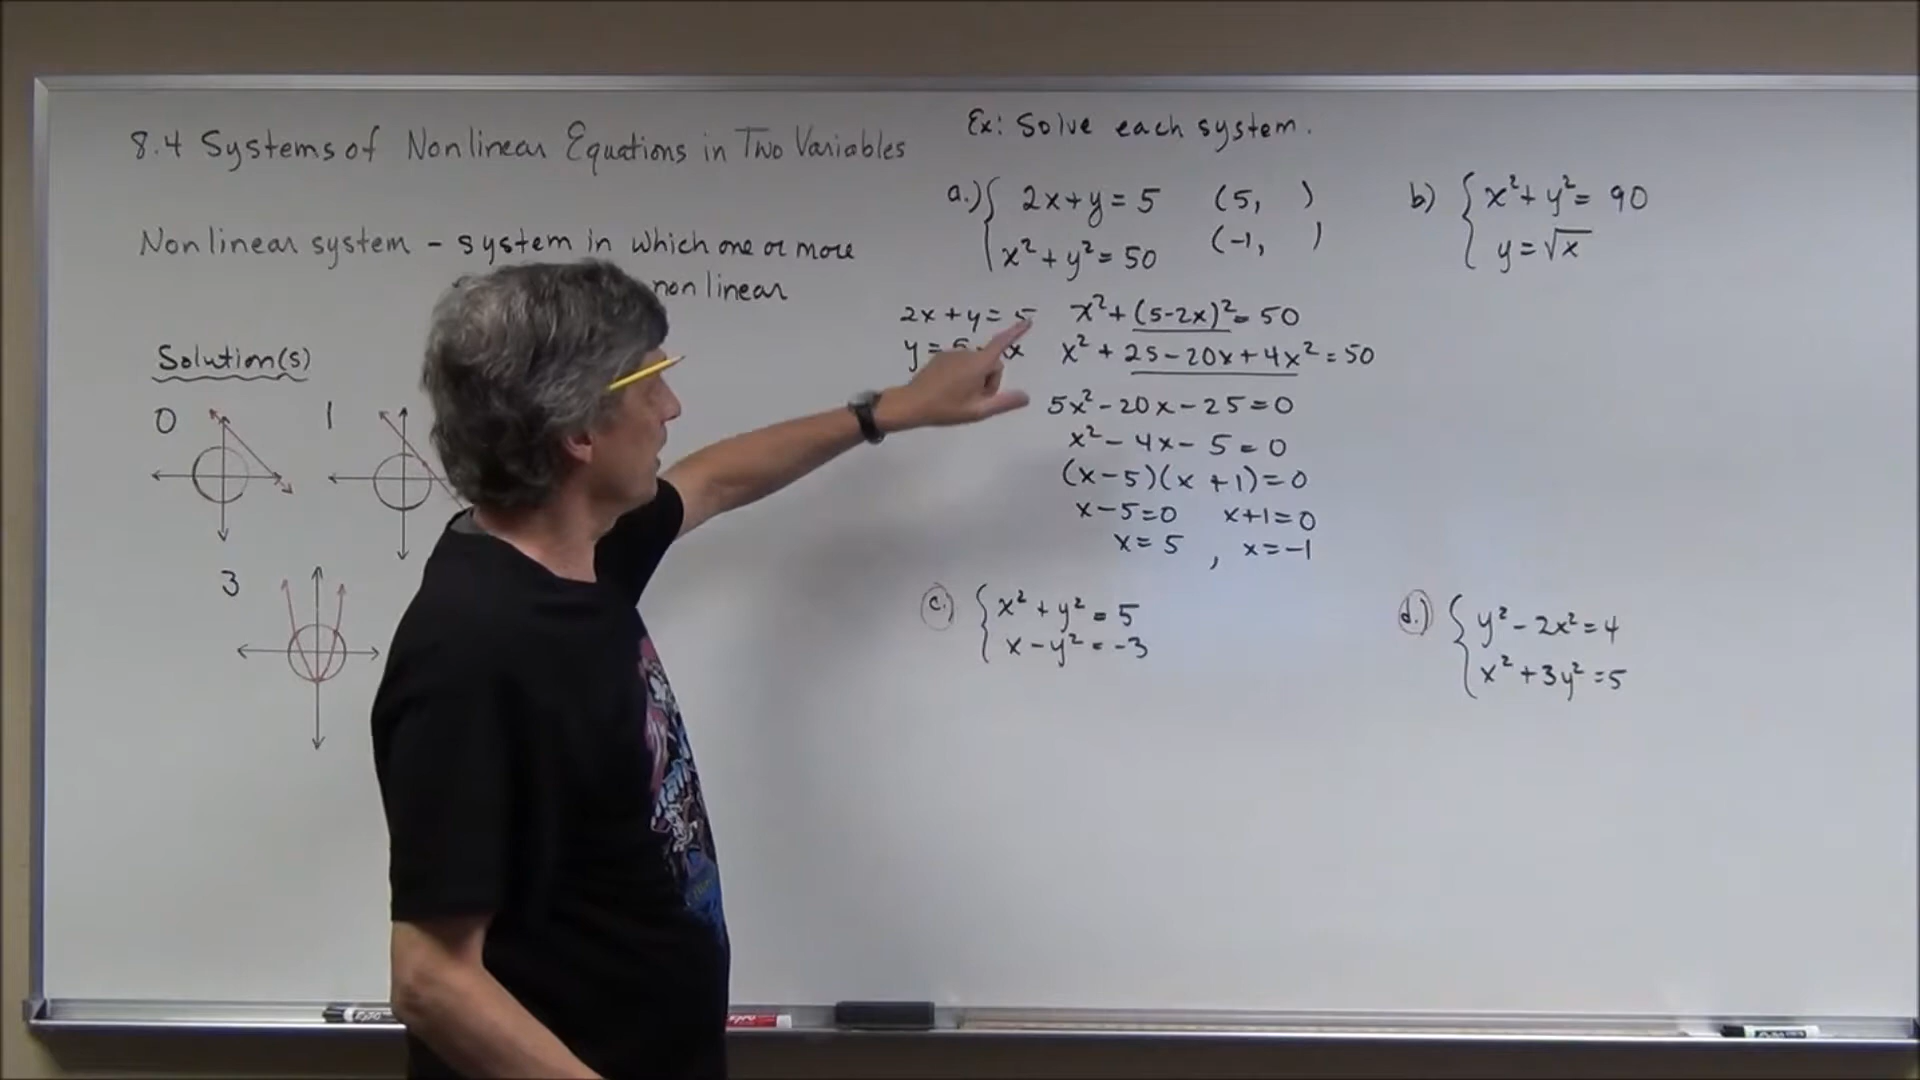 8.4 Systems of Nonlinear Equations in Two Variables
Nonlinear system - system in which one or more
nonlinear
Solution(s)
0
1
3
Ex: Solve each system.
a.) { 2x+y=5 (5, )
x²+y²=50 (-1, )
2x+y=5
y=5-2x
x²+(5-2x)²=50
x²+25-20x+4x²=50
5x²-20x-25=0
x²-4x-5=0
(x-5)(x+1)=0
x-5=0 x+1=0
x=5, x=-1
b) { x²+y²=90
y=√x
c.) { x²+y²=5
x-y²=-3
d.) { y²-2x²=4
x²+3y²=5
expo